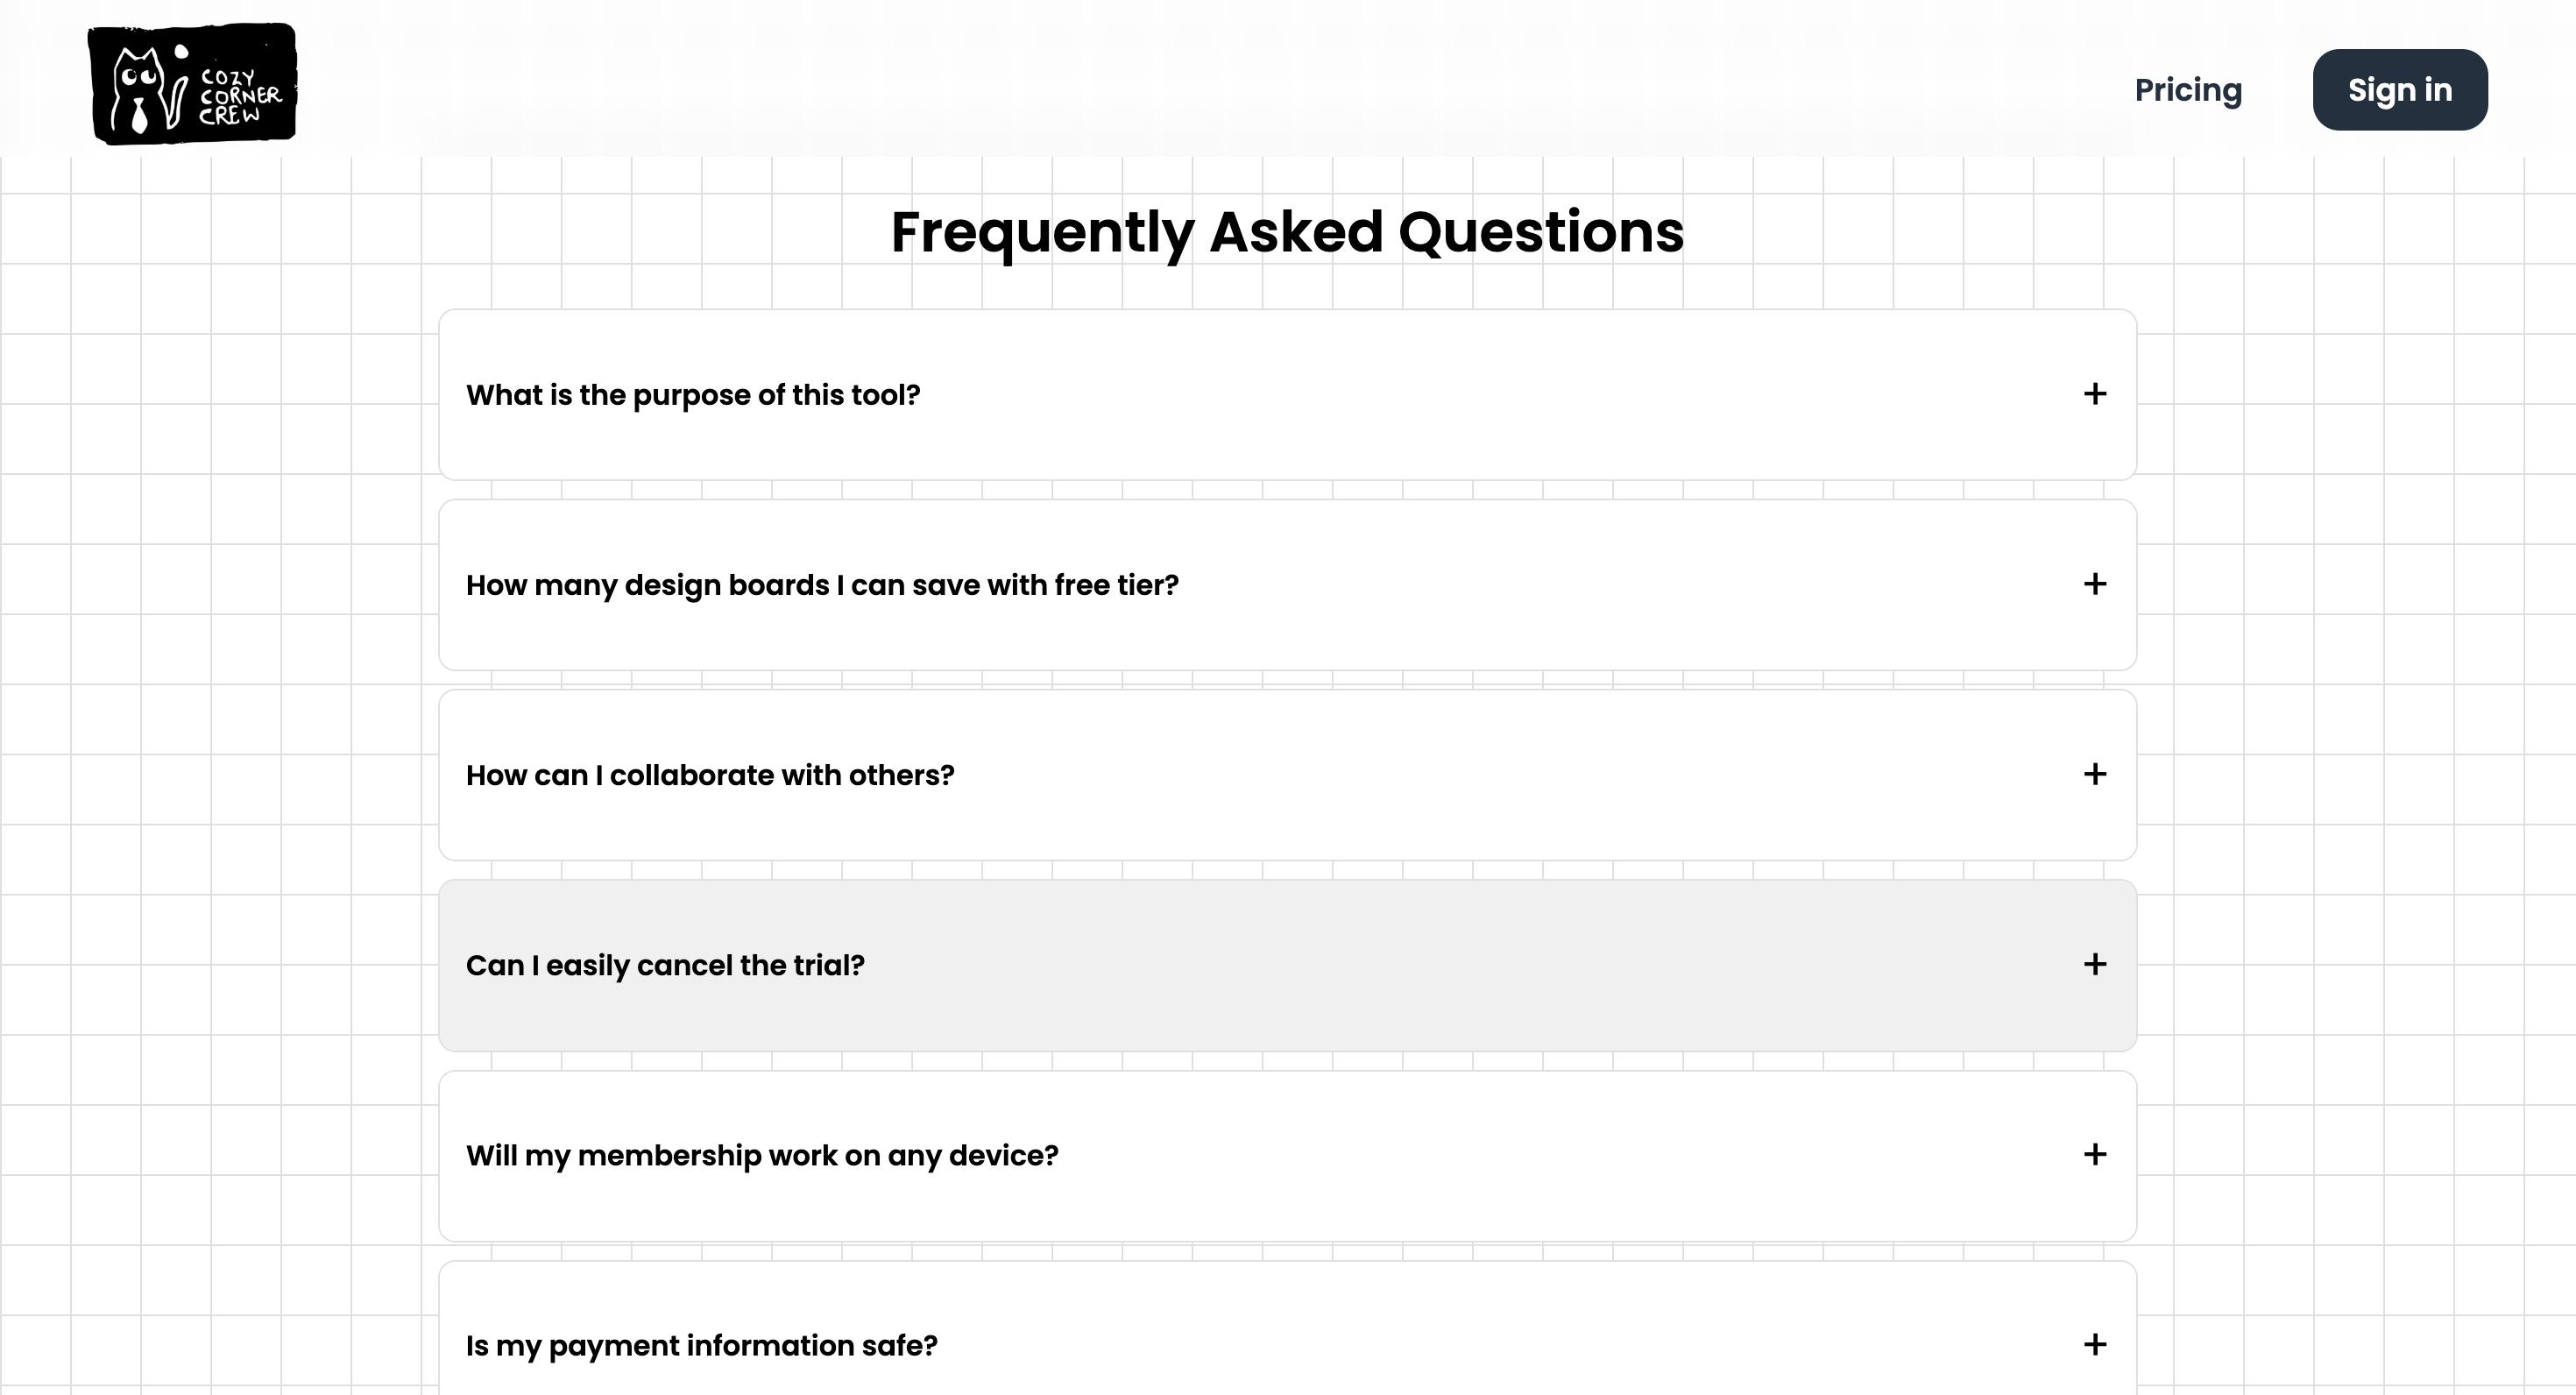 COZY
CORNER
CREW
Pricing
Sign in
Frequently Asked Questions
What is the purpose of this tool?
+
How many design boards I can save with free tier?
+
How can I collaborate with others?
+
Can I easily cancel the trial?
+
Will my membership work on any device?
+
Is my payment information safe?
+